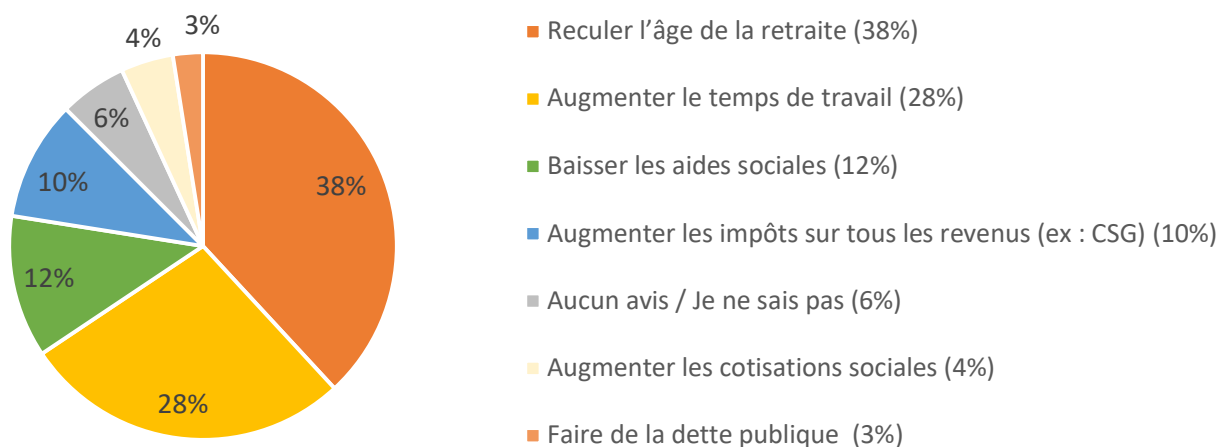 3%
4%
6%
10%
38%
12%
28%
Reculer l’âge de la retraite (38%)
Augmenter le temps de travail (28%)
Baisser les aides sociales (12%)
Augmenter les impôts sur tous les revenus (ex : CSG) (10%)
Aucun avis / Je ne sais pas (6%)
Augmenter les cotisations sociales (4%)
Faire de la dette publique (3%)